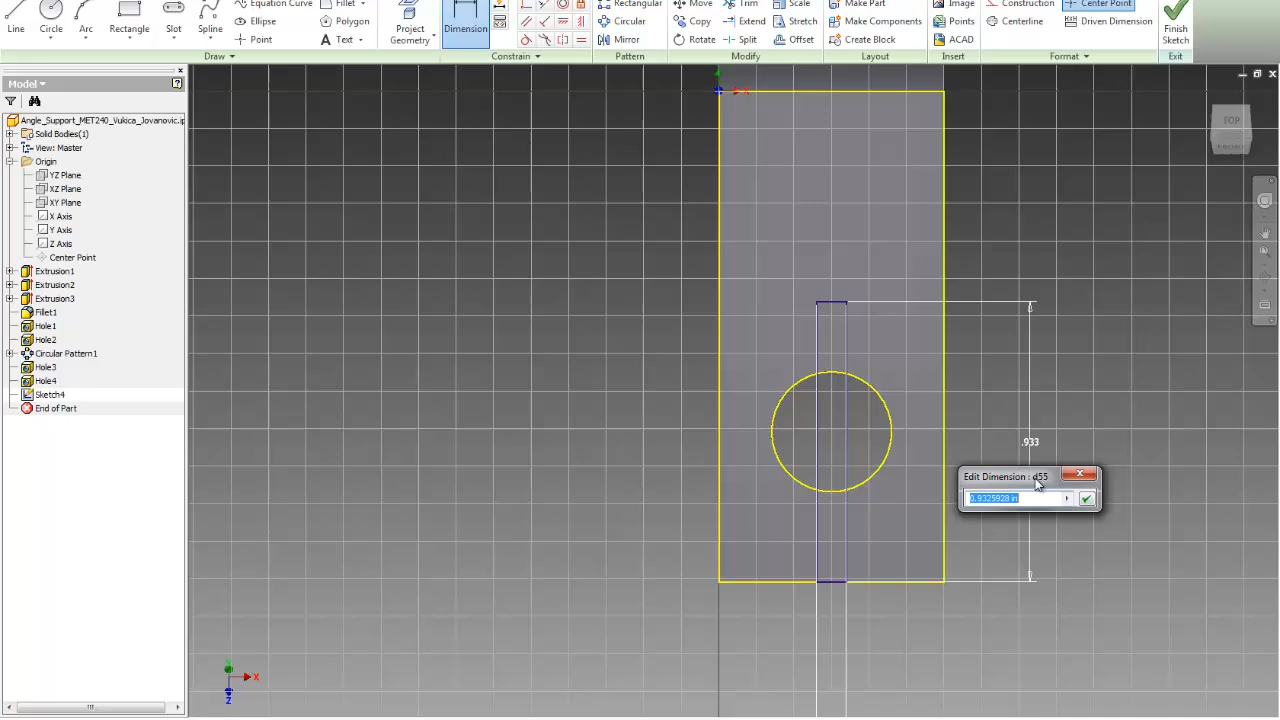 Equation Curve Fillet Rectangular Move Trim Scale Make Part Image Construction Center Point
Line Circle Arc Rectangle Slot Spline Ellipse Polygon Dimension Project Geometry Circular Copy Extend Stretch Make Components Points Centerline Driven Dimension Finish Sketch
Point Text Mirror Rotate Split Offset Create Block ACAD
Draw Constrain Pattern Modify Layout Insert Format Exit
Model
Angle_Support_MET240_Vukica_Jovanovic.ip
Solid Bodies(1)
View: Master
Origin
YZ Plane
XZ Plane
XY Plane
X Axis
Y Axis
Z Axis
Center Point
Extrusion1
Extrusion2
Extrusion3
Fillet1
Hole1
Hole2
Circular Pattern1
Hole3
Hole4
Sketch4
End of Part
X
TOP
FRONT
.933
Edit Dimension : d55
0.9325928 in
Y
X
Z